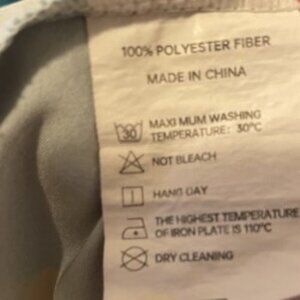 100% POLYESTER FIBER
MADE IN CHINA
30
MAXI MUM WASHING
TEMPERATURE: 30°C
NOT BLEACH
HANG DAY
THE HIGHEST TEMPERATURE
OF IRON PLATE IS 110°C
DRY CLEANING